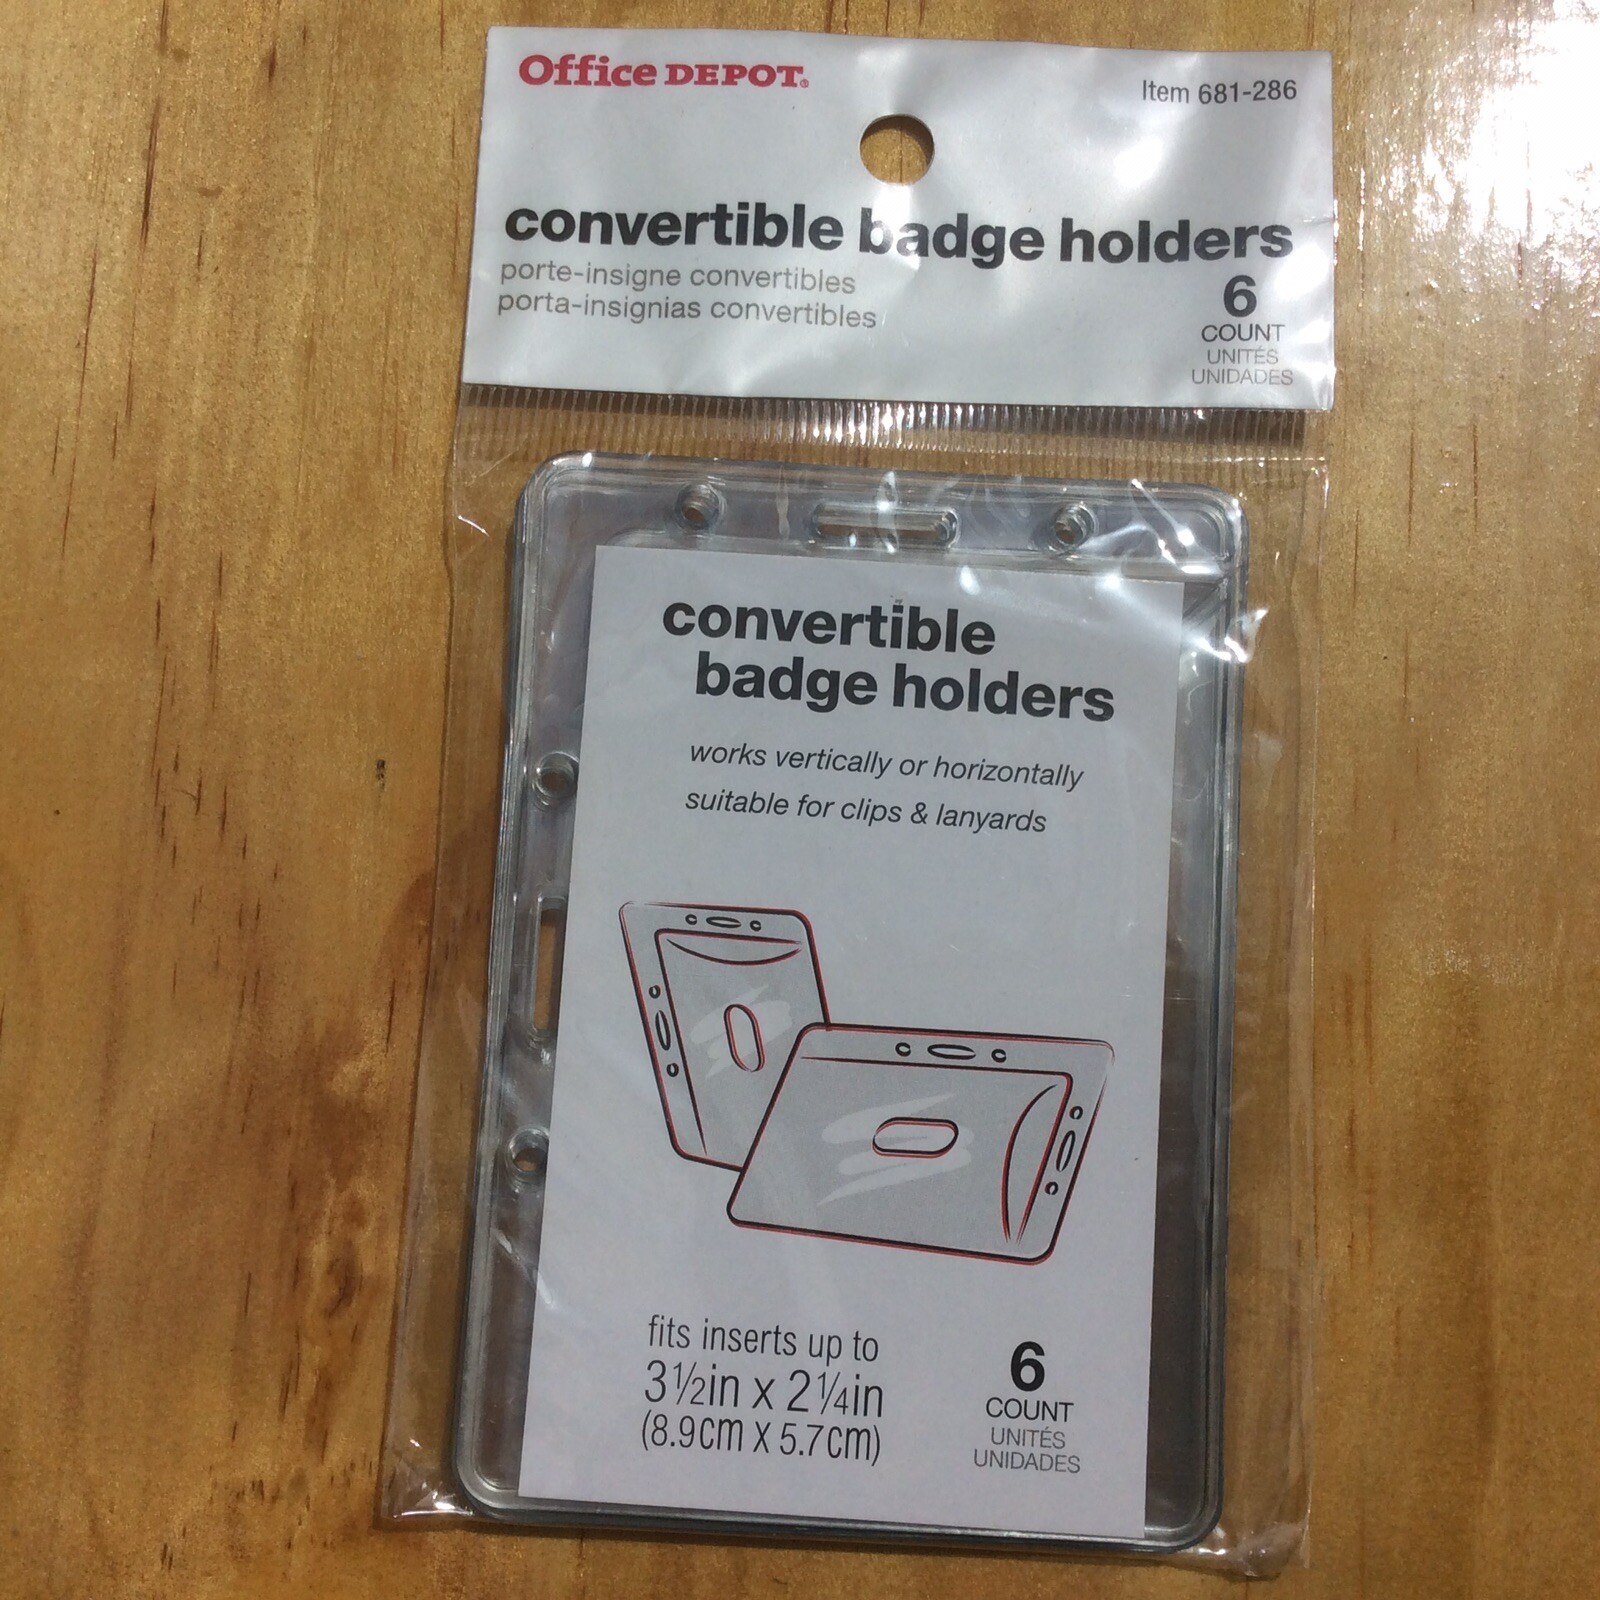 Office DEPOT®
Item 681-286
convertible badge holders
porte-insigne convertibles
porta-insignias convertibles
6
COUNT
UNITÉS
UNIDADES
convertible
badge holders
works vertically or horizontally
suitable for clips & lanyards
fits inserts up to
3½in x 2¼in
(8.9cm X 5.7cm)
6
COUNT
UNITÉS
UNIDADES